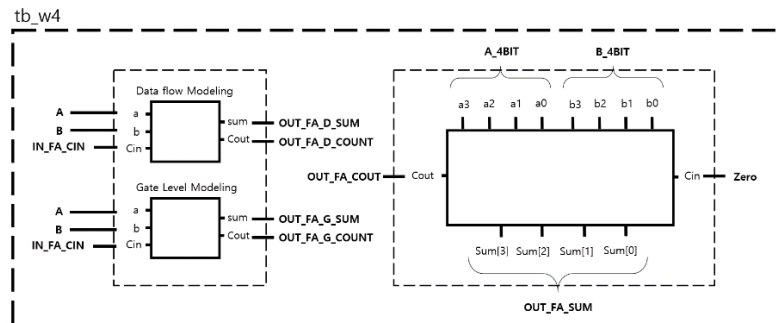 tb_w4
Data flow Modeling
A
a
B
b
IN_FA_CIN
Cin
sum
OUT_FA_D_SUM
Cout
OUT_FA_D_COUNT
Gate Level Modeling
A
a
B
b
IN_FA_CIN
Cin
sum
OUT_FA_G_SUM
Cout
OUT_FA_G_COUNT
A_4BIT B_4BIT
a3 a2 a1 a0 b3 b2 b1 b0
OUT_FA_COUT Cout Cin Zero
Sum[3] Sum[2] Sum[1] Sum[0]
OUT_FA_SUM